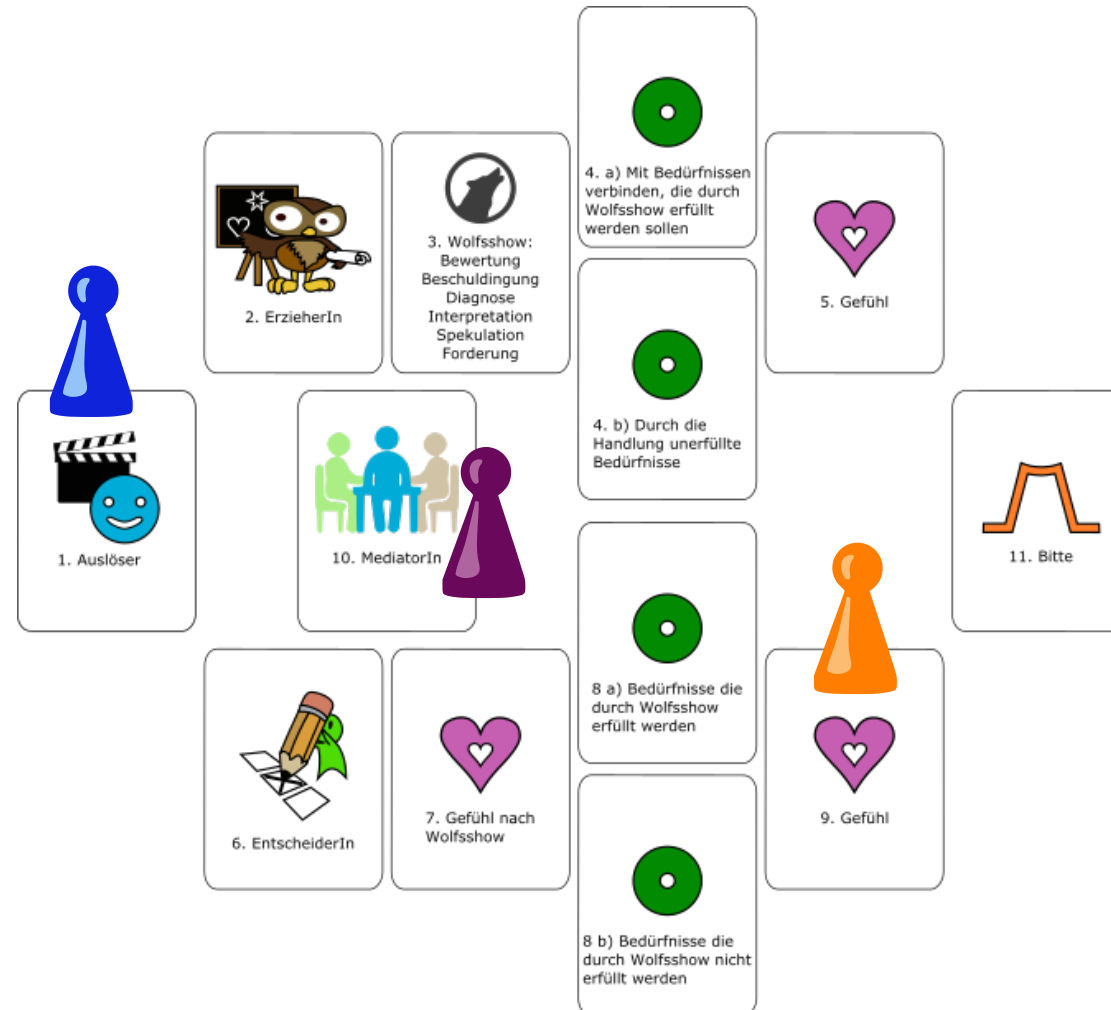 1. Auslöser
2. ErzieherIn
3. Wolfsshow:
Bewertung
Beschuldingung
Diagnose
Interpretation
Spekulation
Forderung
4. a) Mit Bedürfnissen
verbinden, die durch
Wolfsshow erfüllt
werden sollen
4. b) Durch die
Handlung unerfüllte
Bedürfnisse
5. Gefühl
6. EntscheiderIn
7. Gefühl nach
Wolfsshow
8 a) Bedürfnisse die
durch Wolfsshow
erfüllt werden
8 b) Bedürfnisse die
durch Wolfsshow nicht
erfüllt werden
9. Gefühl
10. MediatorIn
11. Bitte